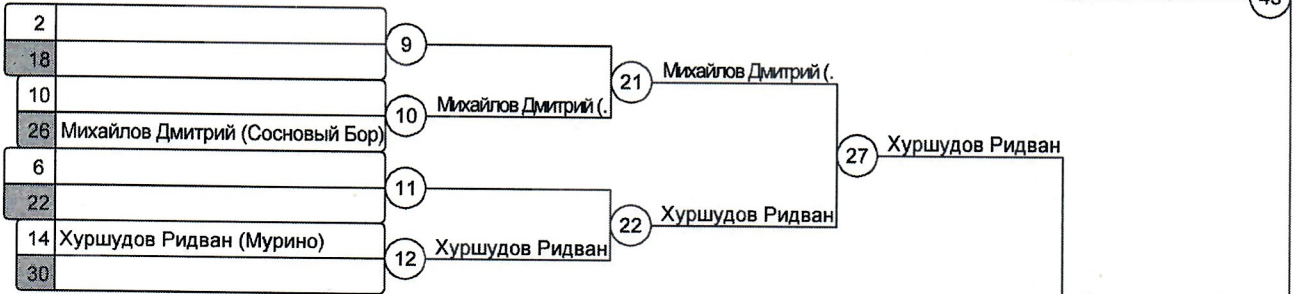 2
18
9
10
26 Михайлов Дмитрий (Сосновый Бор)
10 Михайлов Дмитрий (.
21 Михайлов Дмитрий (.
6
22
11
14 Хуршудов Ридван (Мурино)
30
12 Хуршудов Ридван
22 Хуршудов Ридван
27 Хуршудов Ридван